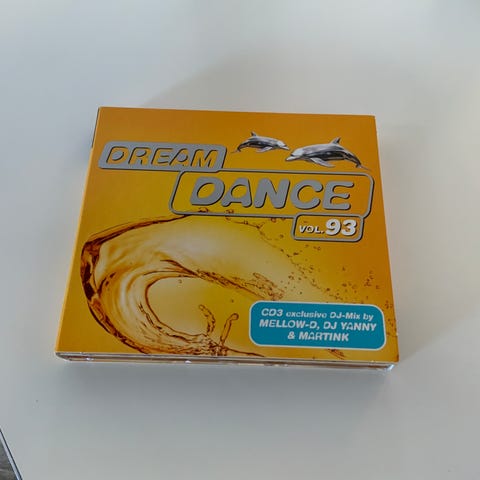 DREAM
DANCE
VOL. 93
CD3 exclusive DJ-Mix by
MELLOW-D, DJ YANNY
& MARTINK